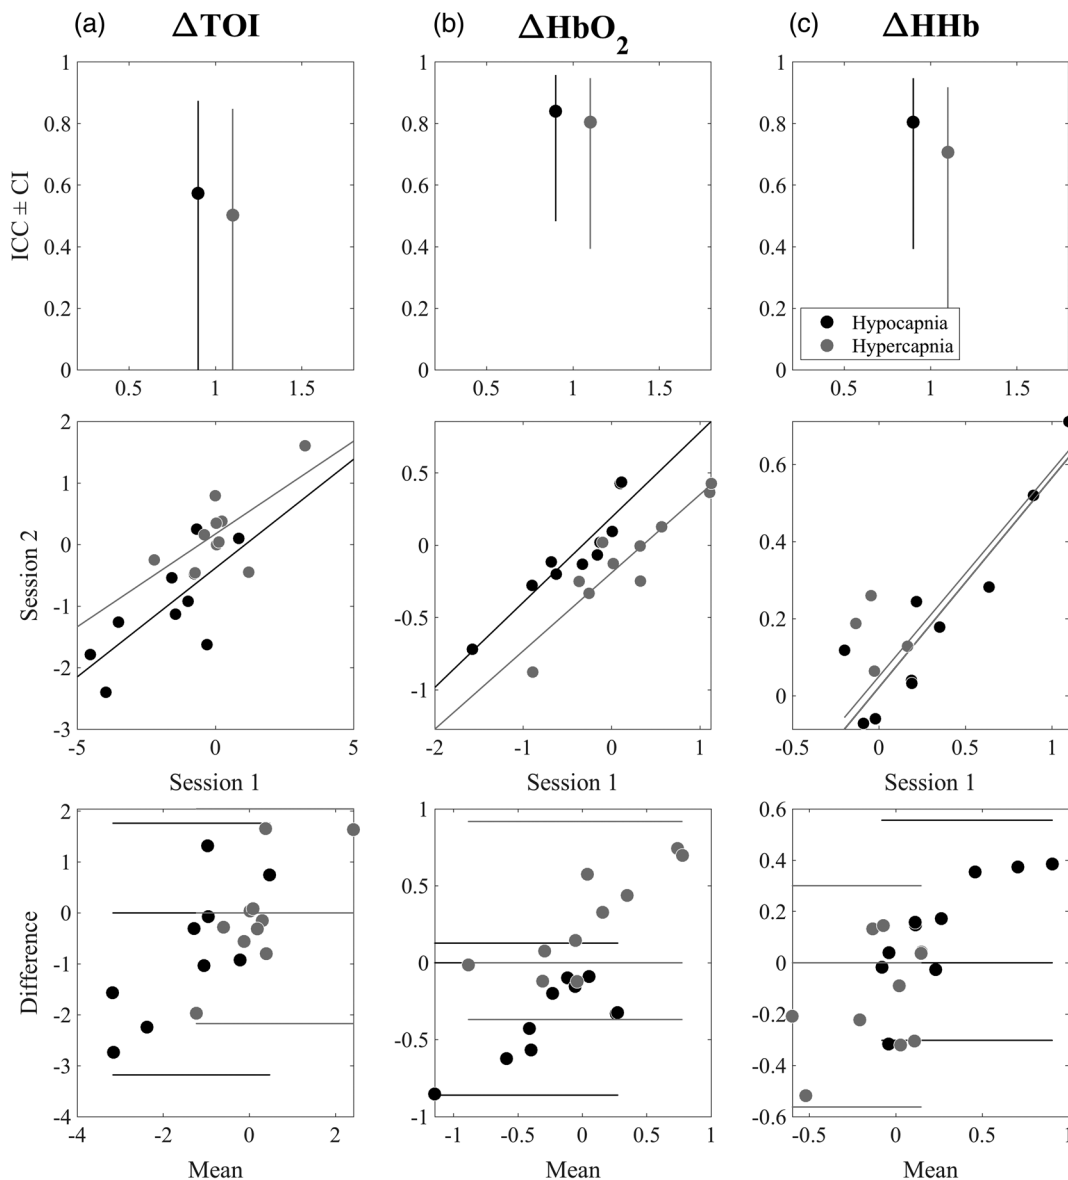 (a) ΔTOI (b) ΔHbO2 (c) ΔHHb
1 1 1
0.8 0.8 0.8
0.6 0.6 0.6
ICC ± CI
0.4 0.4 0.4
0.2 0.2 0.2
Hypocapnia
Hypercapnia
0 0 0
0.5 1 1.5 0.5 1 1.5 0.5 1 1.5
2
1 0.5 0.6
0 0 0.4
Session 2
-1 -0.5 0.2
-2 -1 0
-3
-5 0 5 -2 -1 0 1 -0.5 0 0.5 1
Session 1 Session 1 Session 1
2 1 0.6
1 0.5 0.4
0 0.2
Difference
-1 0 0
-2 -0.2
-3 -0.5 -0.4
-4 -1 -0.6
-4 -2 0 2 -1 -0.5 0 0.5 1 -0.5 0 0.5 1
Mean Mean Mean